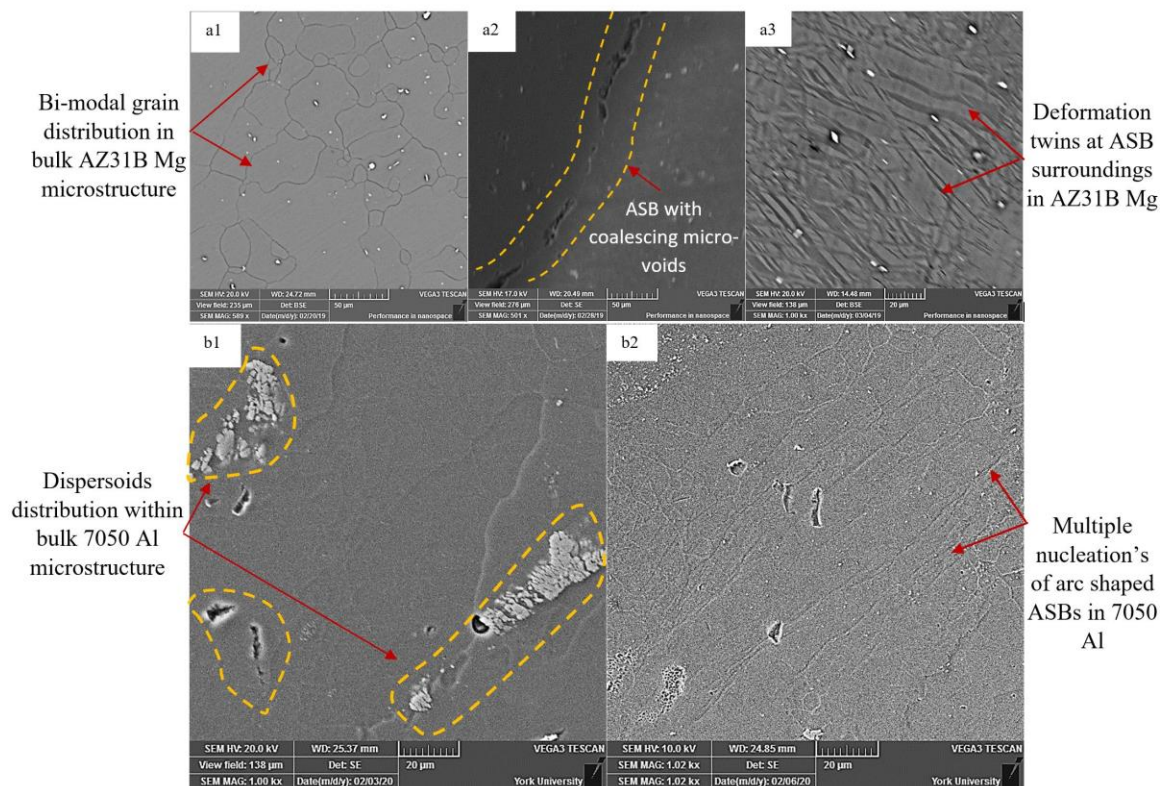 a1
a2
a3
Bi-modal grain
distribution in
bulk AZ31B Mg
microstructure
ASB with
coalescing micro-
voids
Deformation
twins at ASB
surroundings
in AZ31B Mg
SEM HV: 20.0 kV WD: 24.72 mm
View field: 235 µm Det: BSE 50 µm
SEM MAG: 589 x Date(m/d/y): 02/20/19
VEGA3 TESCAN
Performance in nanospace
SEM HV: 17.0 kV WD: 20.49 mm
View field: 276 µm Det: SE 50 µm
SEM MAG: 501 x Date(m/d/y): 02/28/19
VEGA3 TESCAN
Performance in nanospace
SEM HV: 20.0 kV WD: 14.48 mm
View field: 138 µm Det: BSE 20 µm
SEM MAG: 1.00 kx Date(m/d/y): 03/04/19
VEGA3 TESCAN
Performance in nanospace
b1
b2
Dispersoids
distribution within
bulk 7050 Al
microstructure
Multiple
nucleation’s
of arc shaped
ASBs in 7050
Al
SEM HV: 20.0 kV WD: 25.37 mm VEGA3 TESCAN
View field: 138 µm Det: SE 20 µm
SEM MAG: 1.00 kx Date(m/d/y): 02/03/20
SEM HV: 10.0 kV WD: 24.85 mm VEGA3 TESCAN
SEM MAG: 1.02 kx Det: SE 20 µm
SEM MAG: 1.02 kx Date(m/d/y): 02/06/20 York University